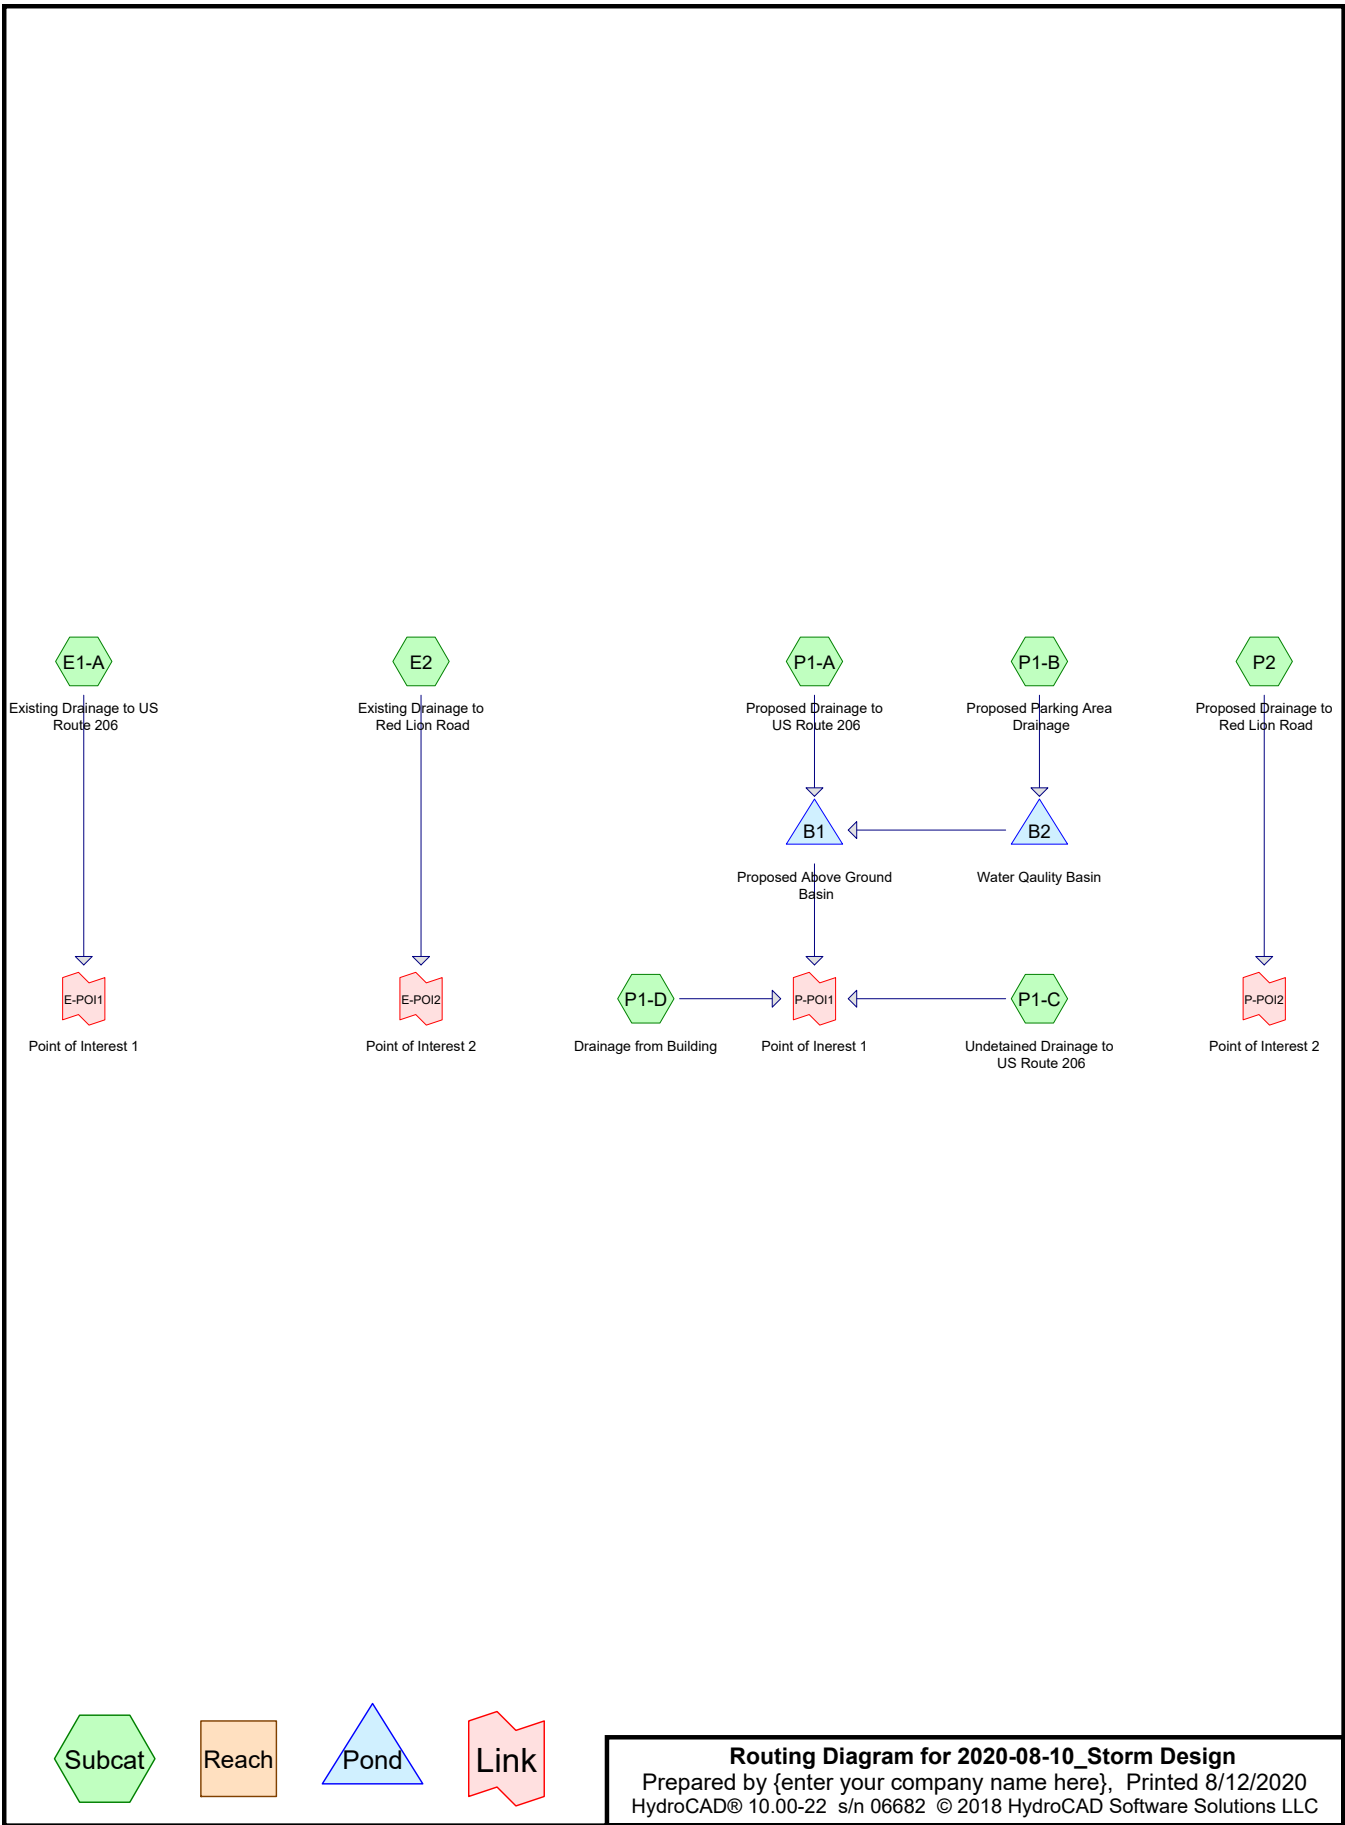 E1-A
Existing Drainage to US
Route 206
E2
Existing Drainage to
Red Lion Road
P1-A
Proposed Drainage to
US Route 206
P1-B
Proposed Parking Area
Drainage
P2
Proposed Drainage to
Red Lion Road
B1
Proposed Above Ground
Basin
B2
Water Qaulity Basin
E-POI1
Point of Interest 1
E-POI2
Point of Interest 2
P1-D
Drainage from Building
P-POI1
Point of Inerest 1
P1-C
Undetained Drainage to
US Route 206
P-POI2
Point of Interest 2
Subcat
Reach
Pond
Link
Routing Diagram for 2020-08-10_Storm Design
Prepared by {enter your company name here}, Printed 8/12/2020
HydroCAD® 10.00-22 s/n 06682 © 2018 HydroCAD Software Solutions LLC